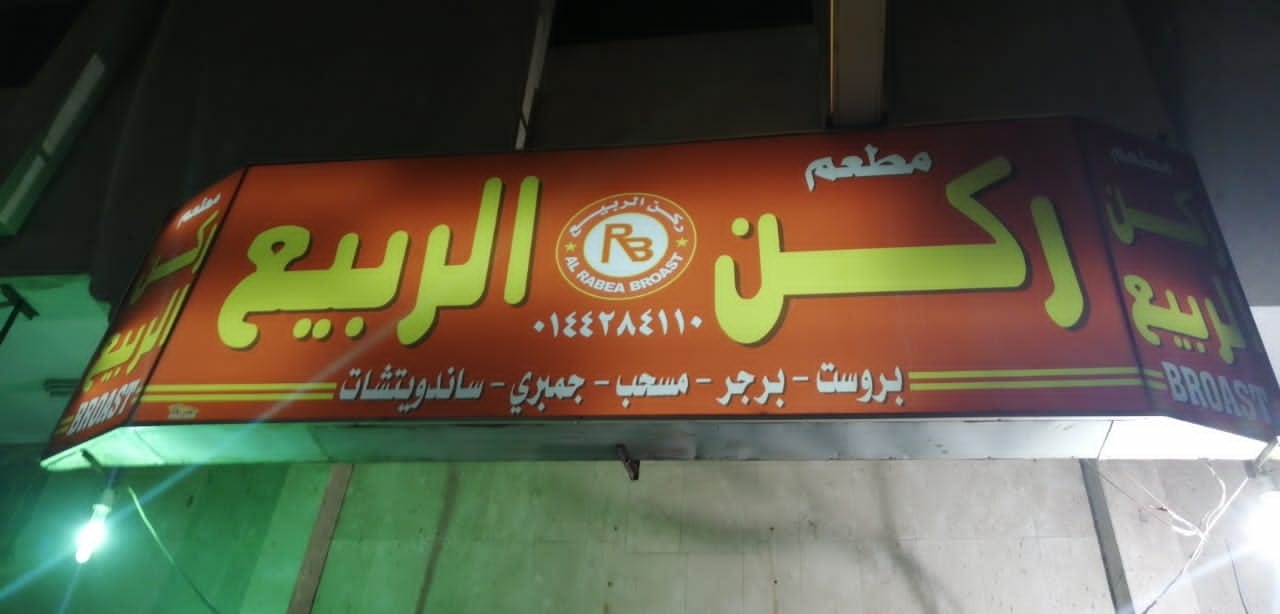 مطعم
ركن الربيع
ركن الربيع
RB
AL RABEA BROAST
٠١٤٤٢٨٤١١٠
بروست - برجر - مسحب - جمبري - ساندويتشات
مطعم
ركن
الربيع
BROAST
مطعم
ركن
الربيع
BROAST